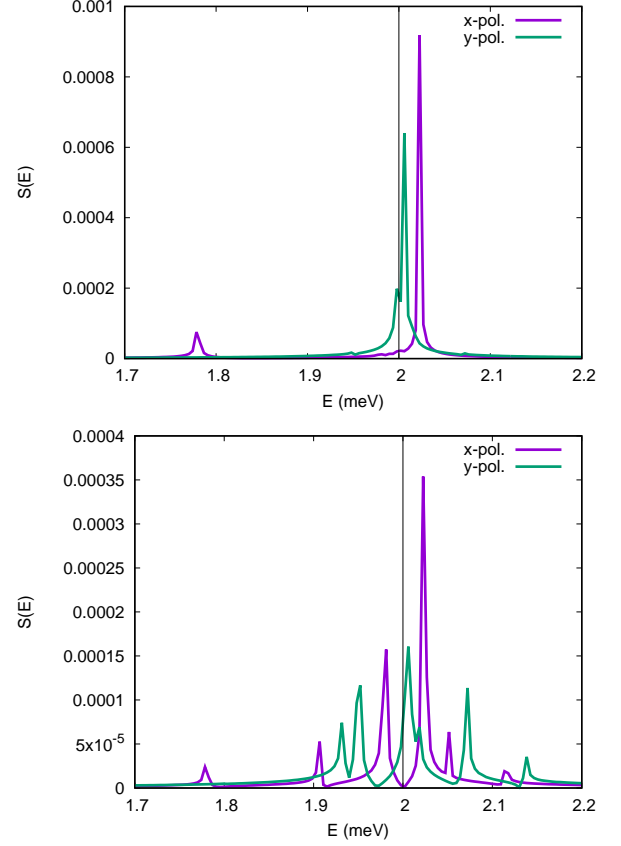 0.001
0.0008
0.0006
0.0004
0.0002
0
1.7 1.8 1.9 2 2.1 2.2
S(E)
E (meV)
x-pol.
y-pol.
0.0004
0.00035
0.0003
0.00025
0.0002
0.00015
0.0001
5x10-5
0
1.7 1.8 1.9 2 2.1 2.2
S(E)
E (meV)
x-pol.
y-pol.